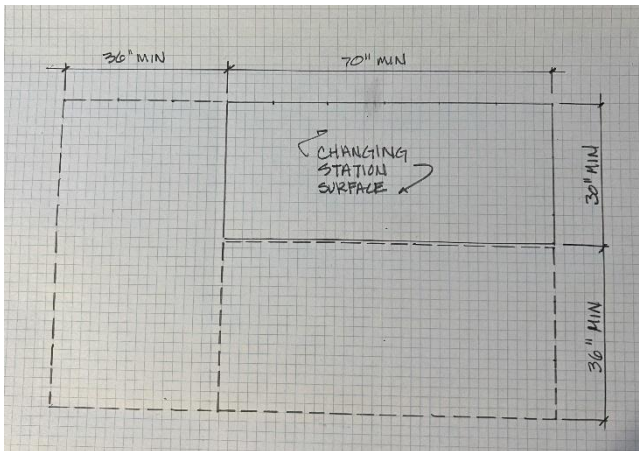 36" MIN
70" MIN
CHANGING
STATION
SURFACE
30" MIN
36" MIN